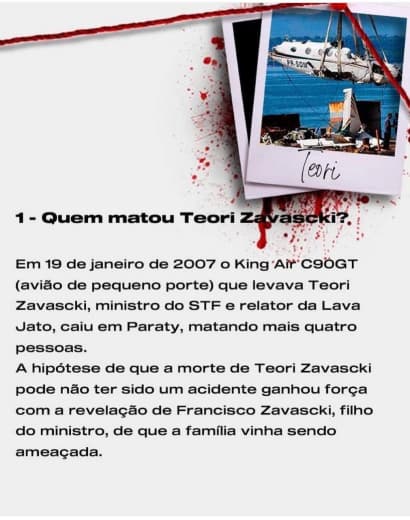 PR-SOM
Teori
1 - Quem matou Teori Zavascki?
Em 19 de janeiro de 2007 o King Air C90GT
(avião de pequeno porte) que levava Teori
Zavascki, ministro do STF e relator da Lava
Jato, caiu em Paraty, matando mais quatro
pessoas.
A hipótese de que a morte de Teori Zavascki
pode não ter sido um acidente ganhou força
com a revelação de Francisco Zavascki, filho
do ministro, de que a família vinha sendo
ameaçada.